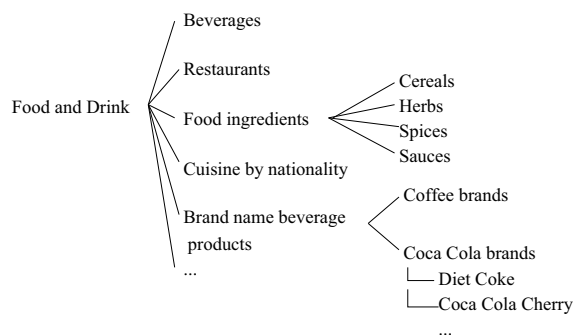 Beverages
Restaurants
Food and Drink
Food ingredients
Cereals
Herbs
Spices
Sauces
Cuisine by nationality
Brand name beverage
products
Coffee brands
Coca Cola brands
Diet Coke
Coca Cola Cherry
...
...